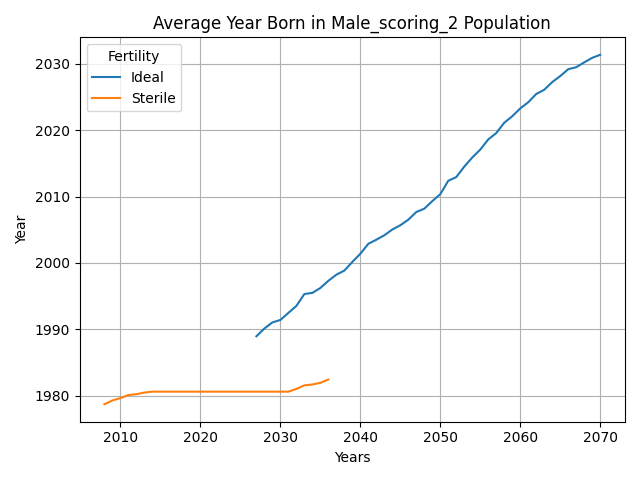 Average Year Born in Male_scoring_2 Population
Fertility
Ideal
Sterile
Year
2030
2020
2010
2000
1990
1980
2010 2020 2030 2040 2050 2060 2070
Years